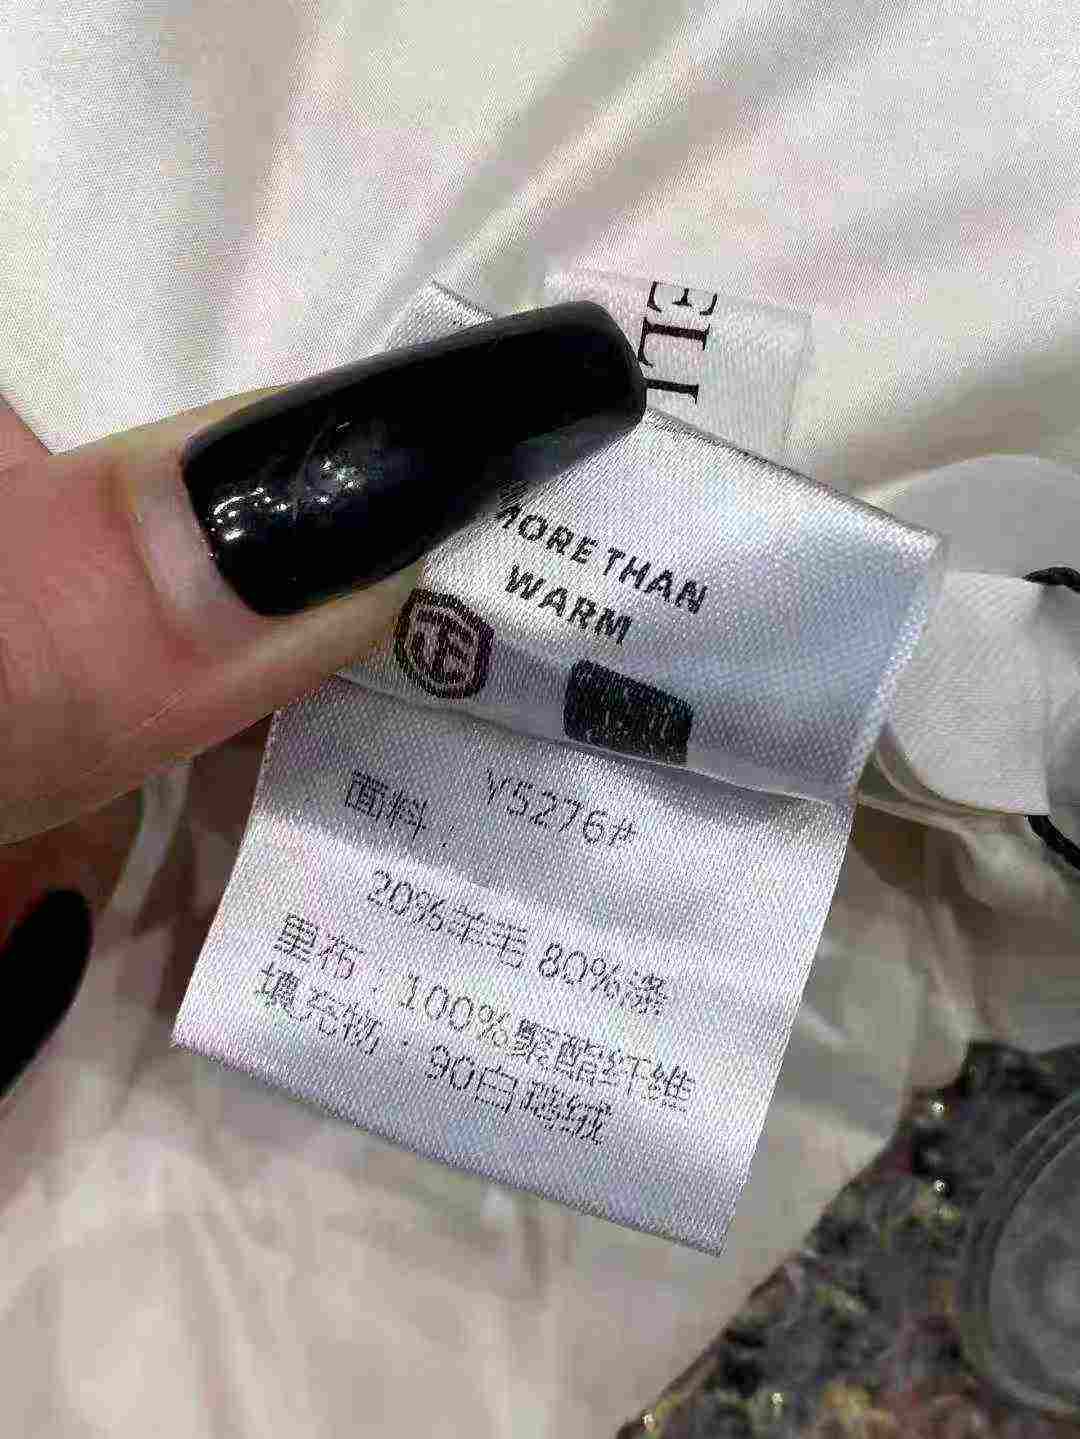 ELL
MORE THAN
WARM
面料： Y5276#
20%羊毛 80%涤
里布：100%聚酯纤维
填充物：90白鸭绒